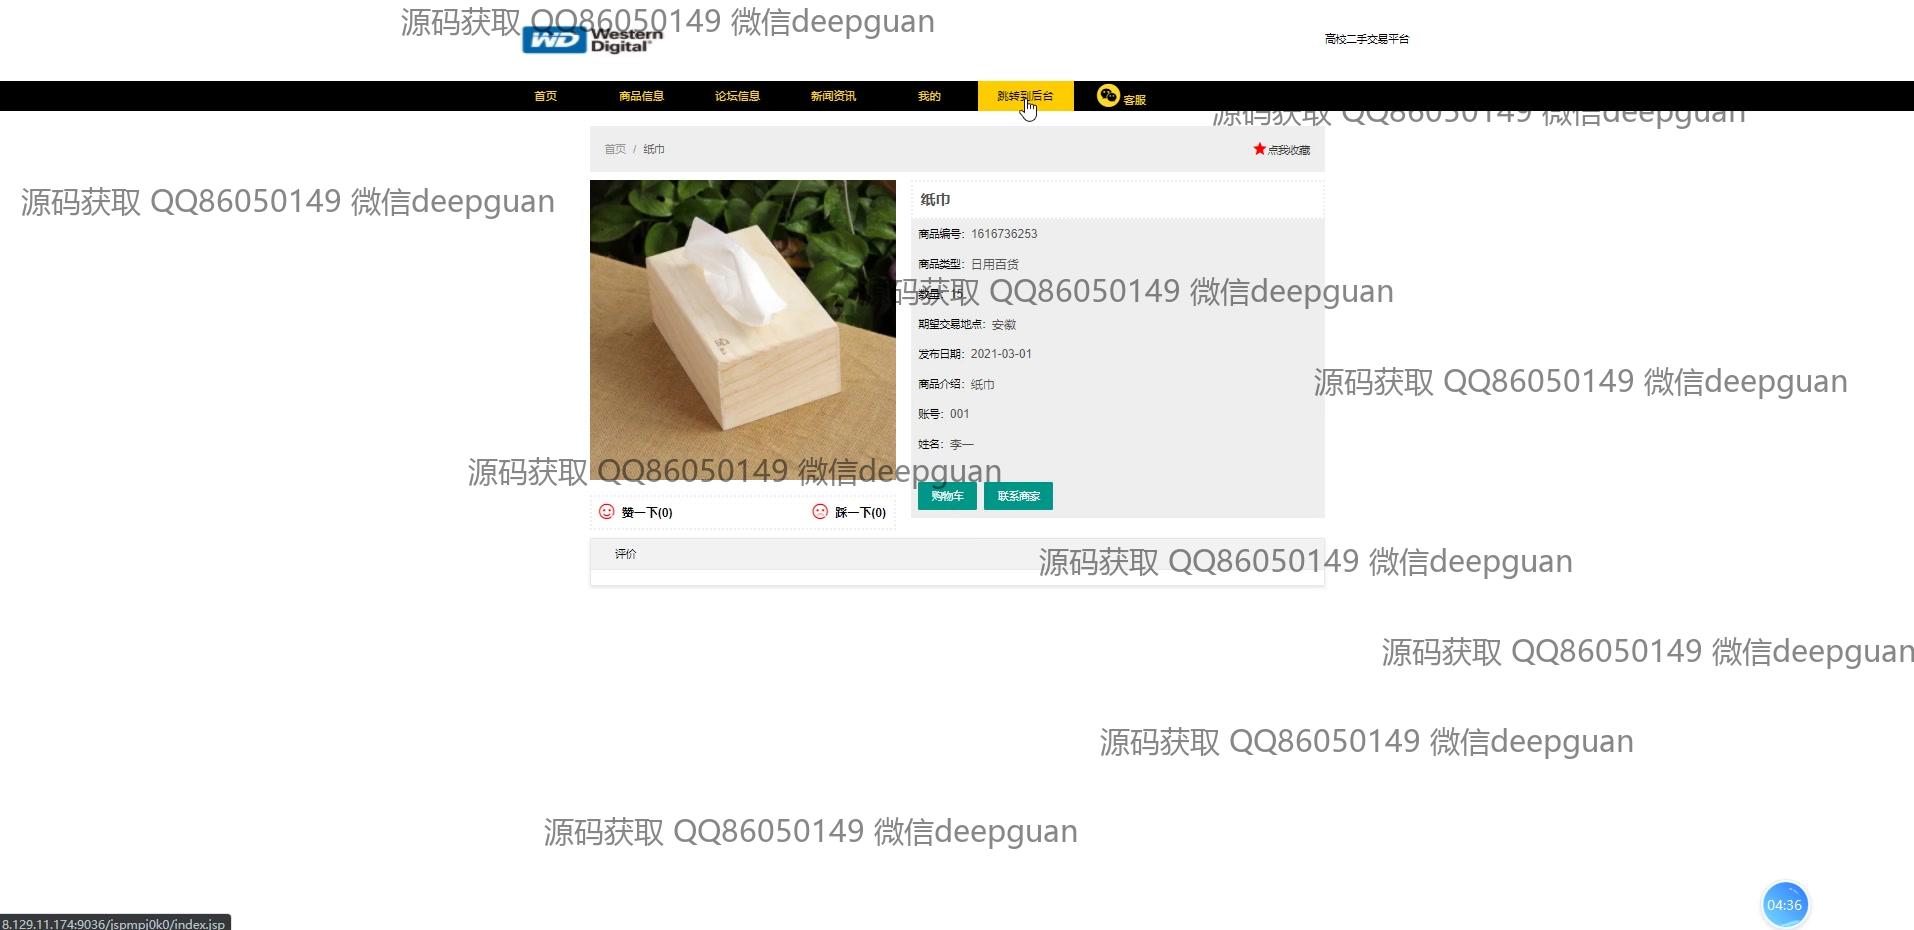 源码获取 QQ86050149 微信deepguan
WD Western Digital
高校二手交易平台
首页
商品信息
论坛信息
新闻资讯
我的
跳转到后台
客服
源码获取 QQ86050149 微信deepguan
首页 / 纸巾
点我收藏
源码获取 QQ86050149 微信deepguan
纸巾
商品编号：1616736253
商品类型：日用百货
数量：15
源码获取 QQ86050149 微信deepguan
期望交易地点：安徽
发布日期：2021-03-01
商品介绍：纸巾
源码获取 QQ86050149 微信deepguan
账号：001
姓名：李一
源码获取 QQ86050149 微信deepguan
购物车
联系商家
赞一下(0)
踩一下(0)
评价
源码获取 QQ86050149 微信deepguan
源码获取 QQ86050149 微信deepguan
源码获取 QQ86050149 微信deepguan
源码获取 QQ86050149 微信deepguan
04:36
8.129.11.174:9036/jspmpj0k0/index.jsp